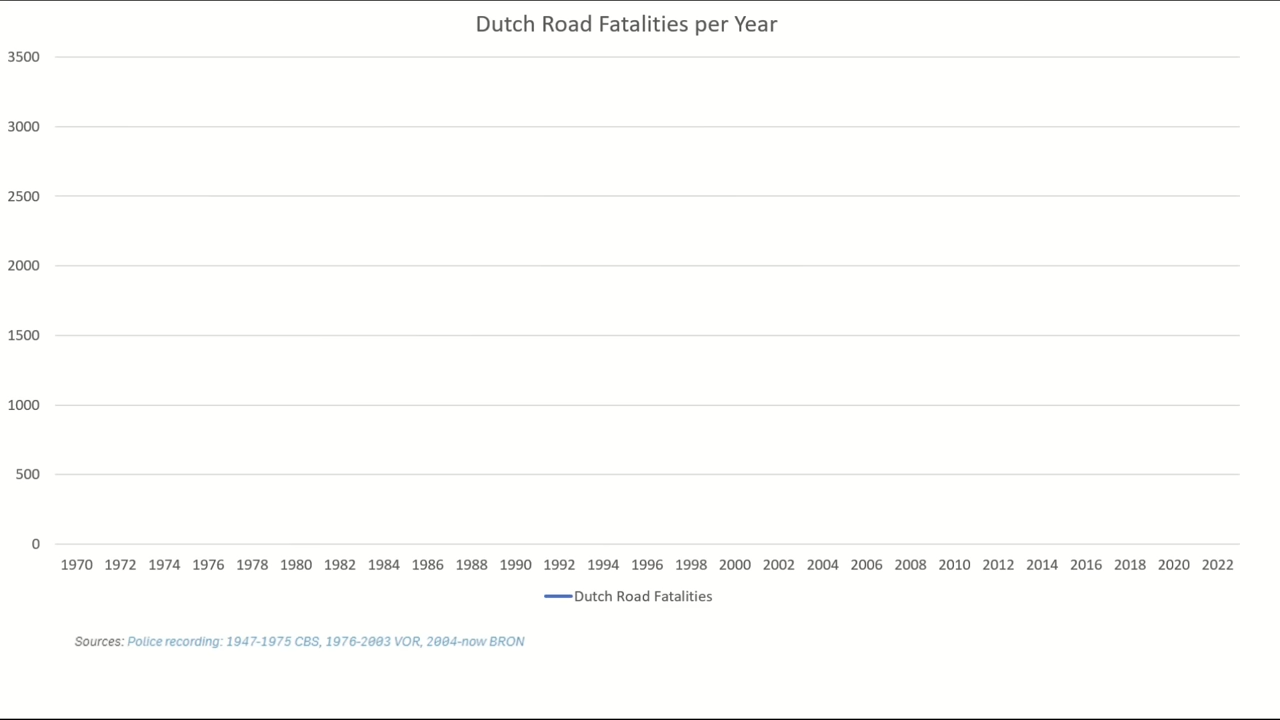 Dutch Road Fatalities per Year
3500
3000
2500
2000
1500
1000
500
0
1970 1972 1974 1976 1978 1980 1982 1984 1986 1988 1990 1992 1994 1996 1998 2000 2002 2004 2006 2008 2010 2012 2014 2016 2018 2020 2022
Dutch Road Fatalities
Sources: Police recording: 1947-1975 CBS, 1976-2003 VOR, 2004-now BRON